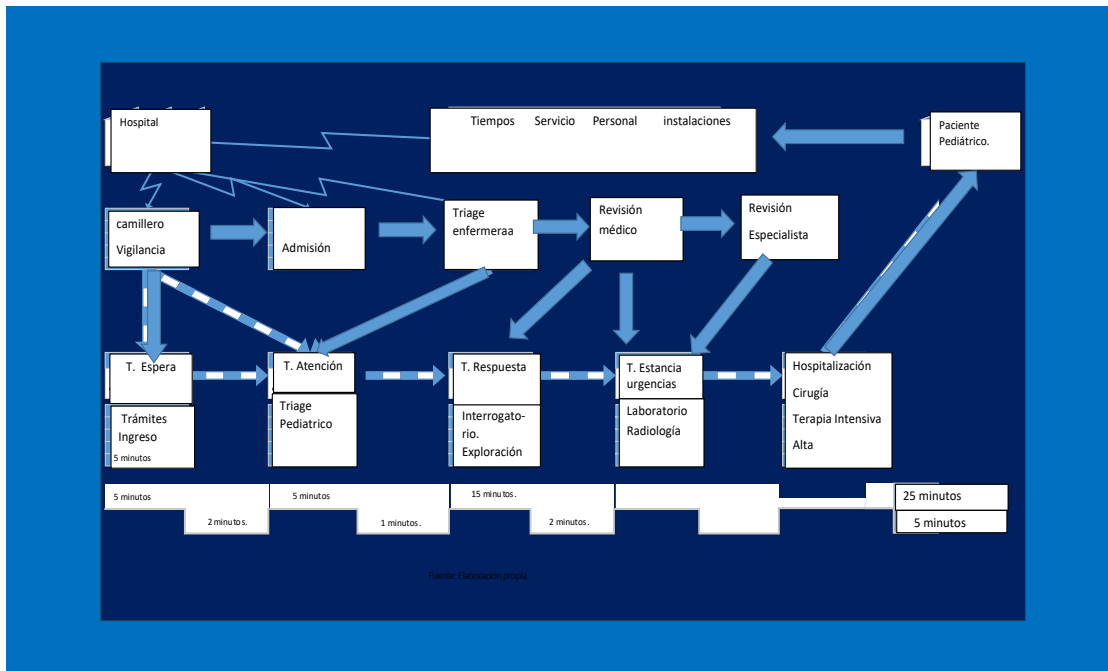 Hospital
Tiempos Servicio Personal instalaciones
Paciente
Pediátrico.
camillero
Vigilancia
Admisión
Triage
enfermeraa
Revisión
médico
Revisión
Especialista
T. Espera
T. Atención
T. Respuesta
T. Estancia
urgencias
Hospitalización
Cirugía
Terapia Intensiva
Alta
Trámites
Ingreso
5 minutos
Triage
Pediatrico
Interrogato-
rio.
Exploración
Laboratorio
Radiología
5 minutos
5 minutos
15 minutos.
25 minutos
2 minutos.
1 minutos.
2 minutos.
5 minutos
Fuente: Elaboración propia.